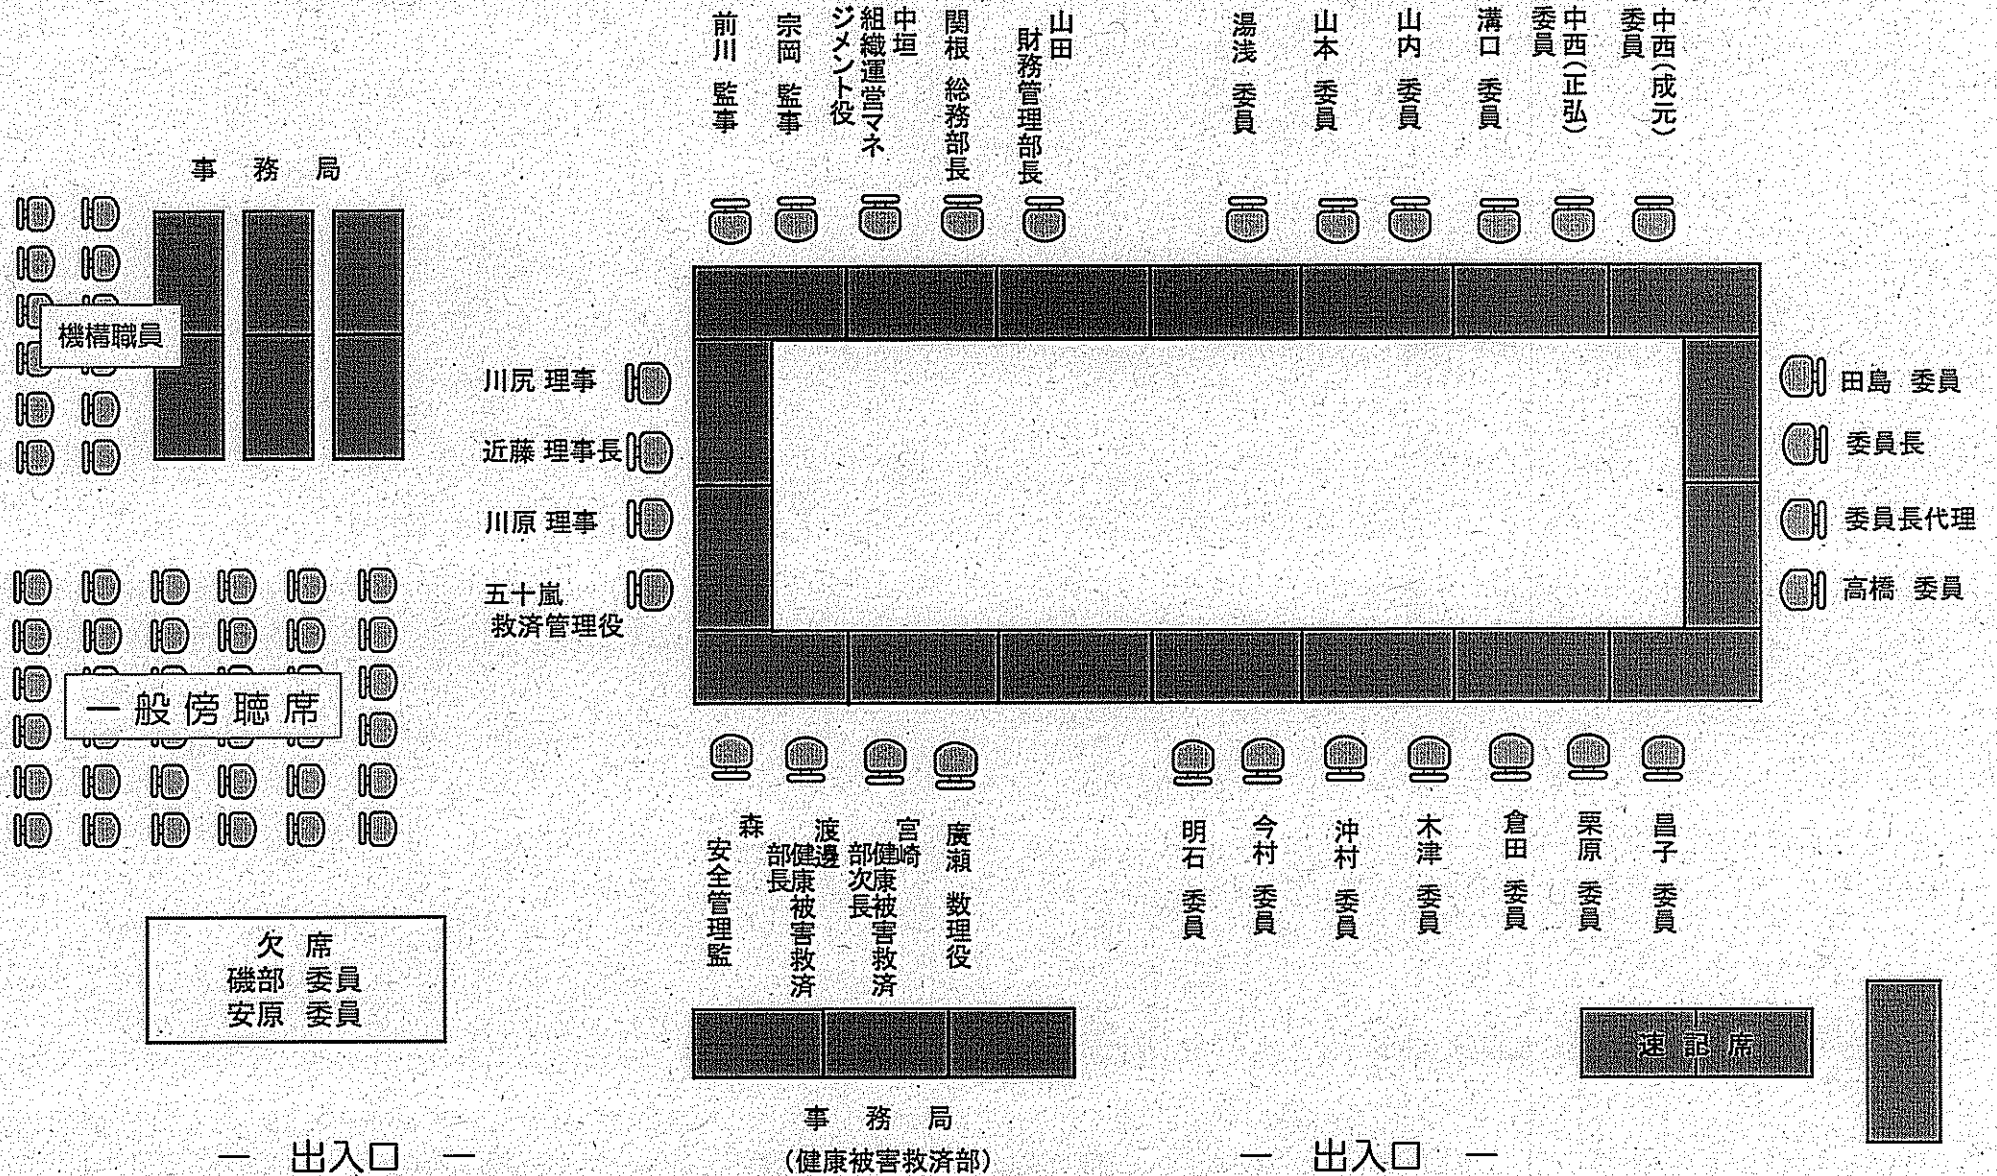 前川 監事
宗岡 監事
中垣
組織運営マネ
ジメント役
関根 総務部長
山田
財務管理部長
湯浅 委員
山本 委員
山内 委員
溝口 委員
中西(正弘)
委員
中西(成元)
委員
事務局
機構職員
川尻 理事
近藤 理事長
川原 理事
五十嵐
救済管理役
田島 委員
委員長
委員長代理
高橋 委員
一般傍聴席
森
安全管理監
渡邊
健康被害救済
部長
宮崎
健康被害救済
部次長
廣瀬 数理役
明石 委員
今村 委員
沖村 委員
木津 委員
倉田 委員
栗原 委員
昌子 委員
欠席
磯部 委員
安原 委員
速記席
事務局
(健康被害救済部)
― 出入口 ―
― 出入口 ―